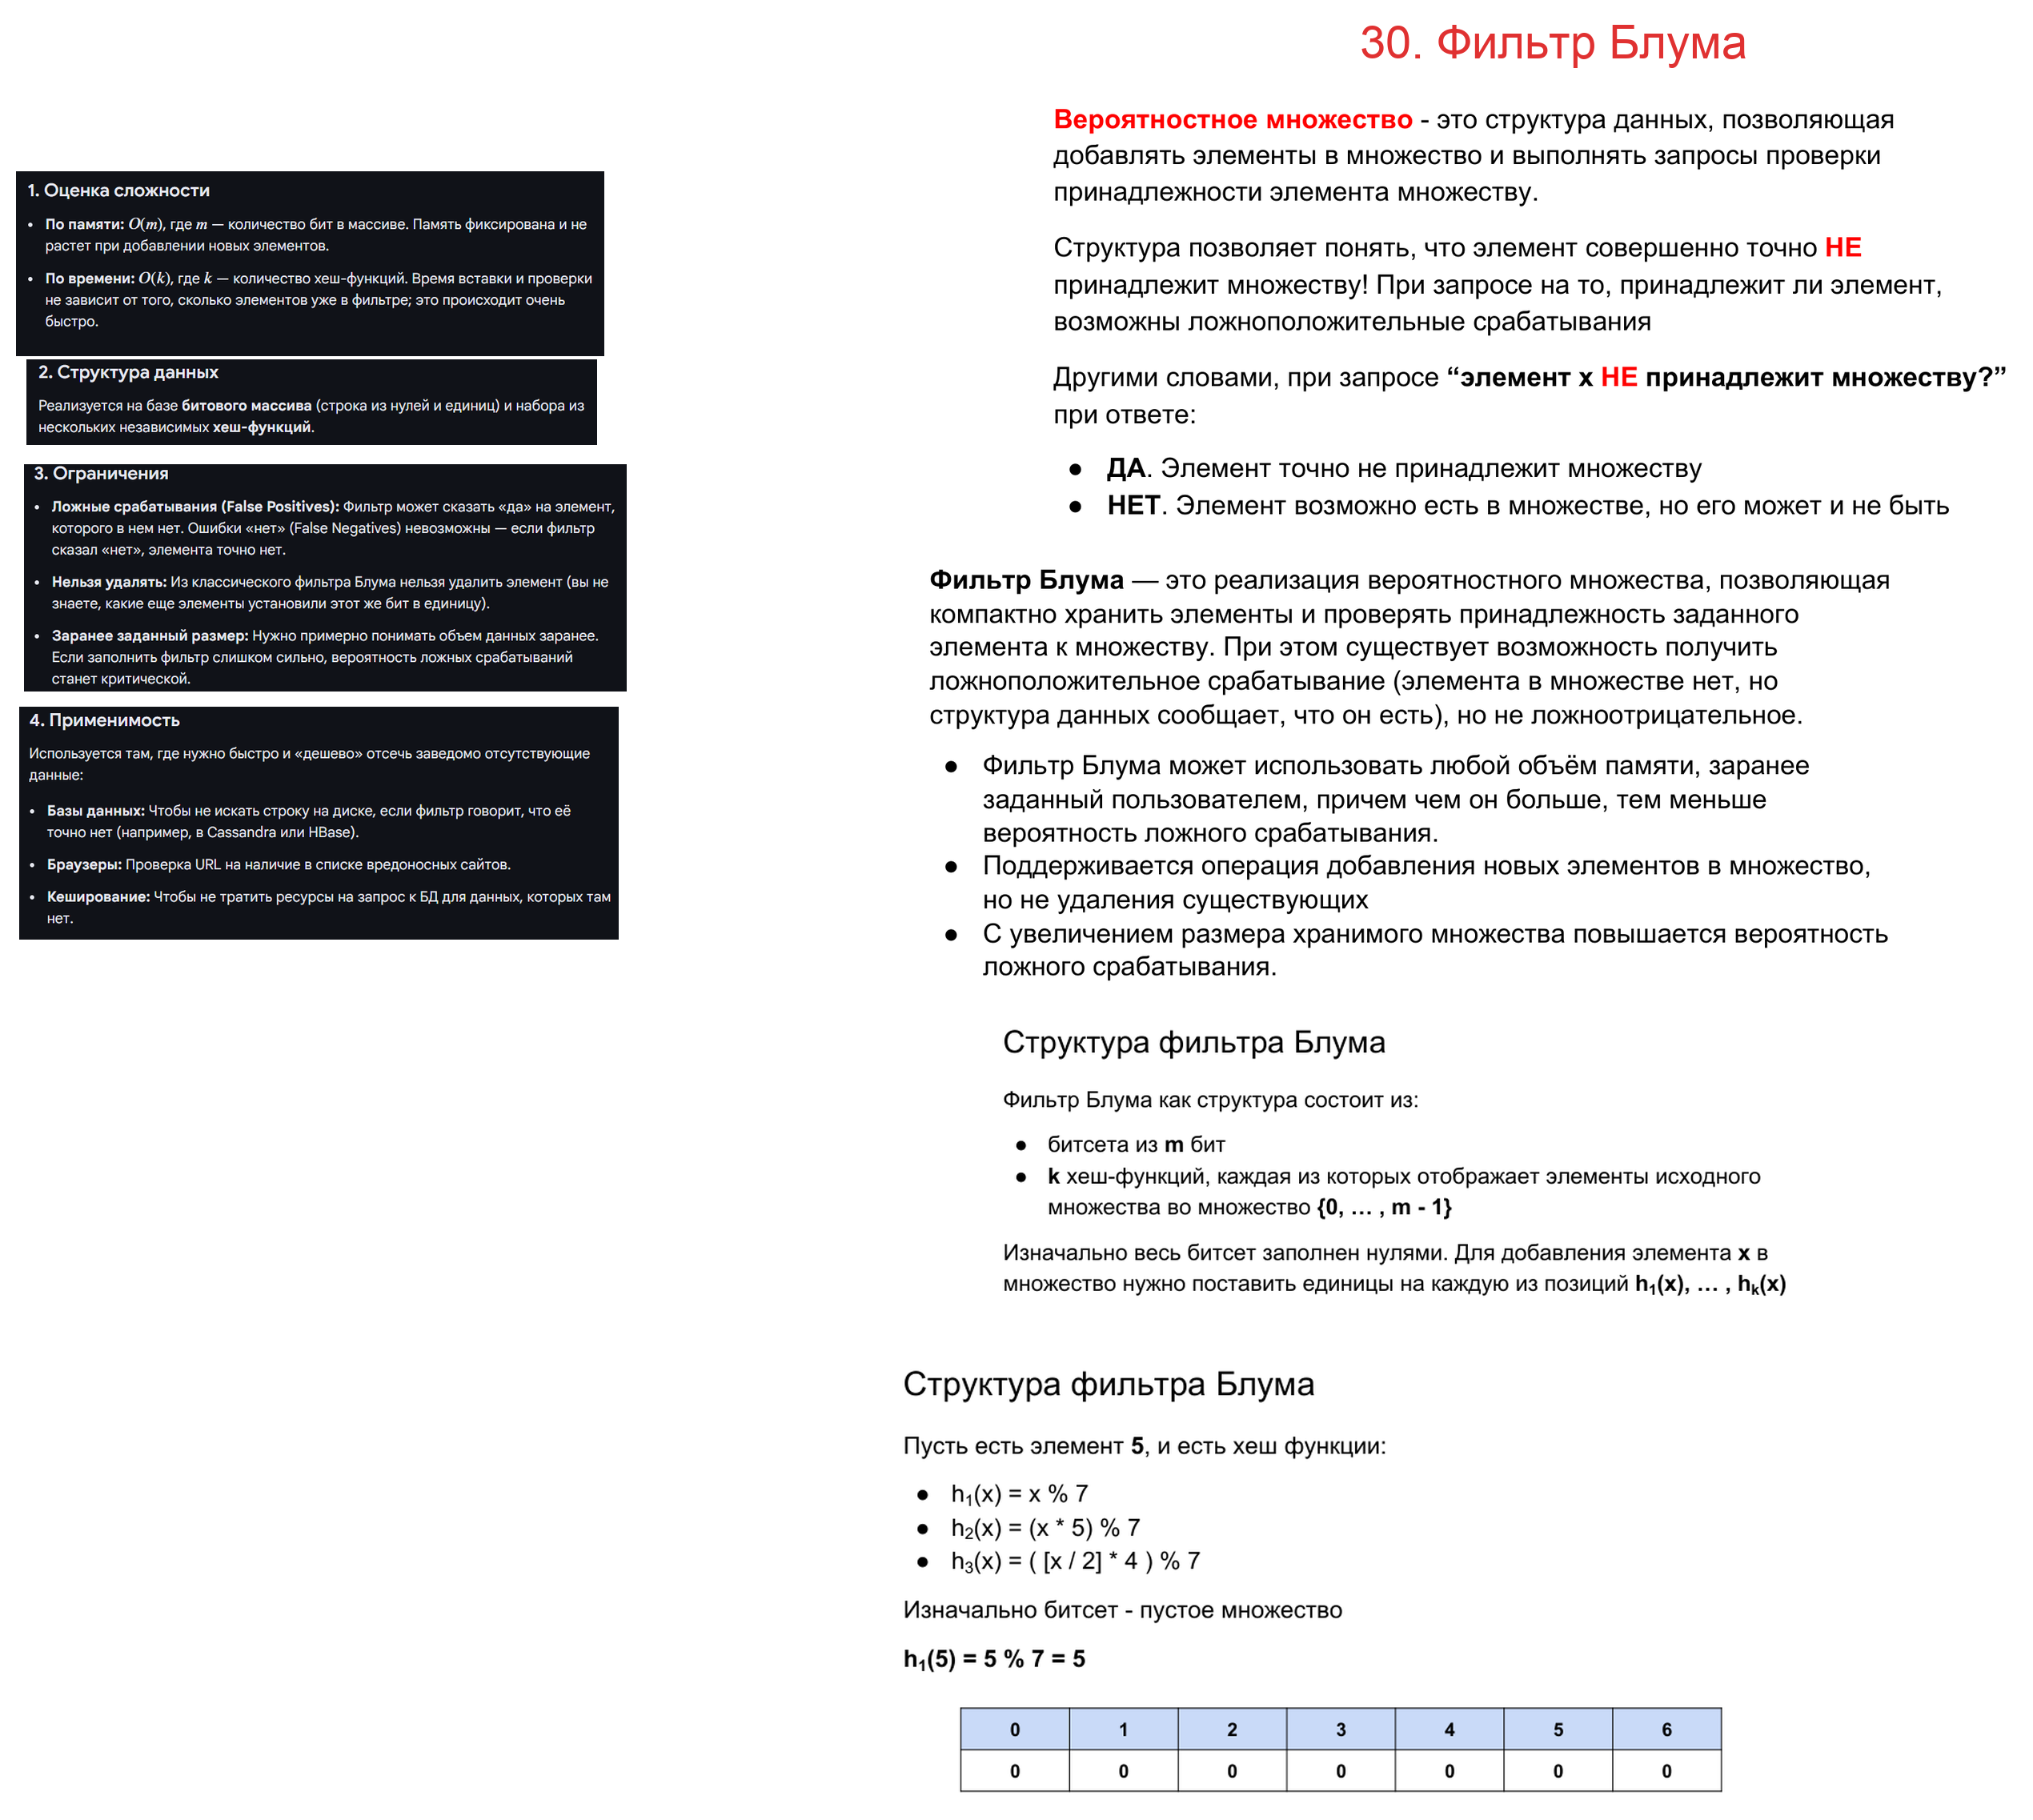 30. Фильтр Блума
Вероятностное множество - это структура данных, позволяющая
добавлять элементы в множество и выполнять запросы проверки
принадлежности элемента множеству.
Структура позволяет понять, что элемент совершенно точно НЕ
принадлежит множеству! При запросе на то, принадлежит ли элемент,
возможны ложноположительные срабатывания
Другими словами, при запросе “элемент x НЕ принадлежит множеству?”
при ответе:
● ДА. Элемент точно не принадлежит множеству
● НЕТ. Элемент возможно есть в множестве, но его может и не быть
1. Оценка сложности
• По памяти: O(m), где m — количество бит в массиве. Память фиксирована и не
растет при добавлении новых элементов.
• По времени: O(k), где k — количество хеш-функций. Время вставки и проверки
не зависит от того, сколько элементов уже в фильтре; это происходит очень
быстро.
2. Структура данных
Реализуется на базе битового массива (строка из нулей и единиц) и набора из
нескольких независимых хеш-функций.
3. Ограничения
• Ложные срабатывания (False Positives): Фильтр может сказать «да» на элемент,
которого в нем нет. Ошибки «нет» (False Negatives) невозможны — если фильтр
сказал «нет», элемента точно нет.
• Нельзя удалять: Из классического фильтра Блума нельзя удалить элемент (вы не
знаете, какие еще элементы установили этот же бит в единицу).
• Заранее заданный размер: Нужно примерно понимать объем данных заранее.
Если заполнить фильтр слишком сильно, вероятность ложных срабатываний
станет критической.
4. Применимость
Используется там, где нужно быстро и «дешево» отсечь заведомо отсутствующие
данные:
• Базы данных: Чтобы не искать строку на диске, если фильтр говорит, что её
точно нет (например, в Cassandra или HBase).
• Браузеры: Проверка URL на наличие в списке вредоносных сайтов.
• Кеширование: Чтобы не тратить ресурсы на запрос к БД для данных, которых там
нет.
Фильтр Блума — это реализация вероятностного множества, позволяющая
компактно хранить элементы и проверять принадлежность заданного
элемента к множеству. При этом существует возможность получить
ложноположительное срабатывание (элемента в множестве нет, но
структура данных сообщает, что он есть), но не ложноотрицательное.
● Фильтр Блума может использовать любой объём памяти, заранее
заданный пользователем, причем чем он больше, тем меньше
вероятность ложного срабатывания.
● Поддерживается операция добавления новых элементов в множество,
но не удаления существующих
● С увеличением размера хранимого множества повышается вероятность
ложного срабатывания.
Структура фильтра Блума
Фильтр Блума как структура состоит из:
● битсета из m бит
● k хеш-функций, каждая из которых отображает элементы исходного
множества во множество {0, … , m - 1}
Изначально весь битсет заполнен нулями. Для добавления элемента x в
множество нужно поставить единицы на каждую из позиций h₁(x), … , hₖ(x)
Структура фильтра Блума
Пусть есть элемент 5, и есть хеш функции:
● h₁(x) = x % 7
● h₂(x) = (x * 5) % 7
● h₃(x) = ( [x / 2] * 4 ) % 7
Изначально битсет - пустое множество
h₁(5) = 5 % 7 = 5
0 1 2 3 4 5 6
0 0 0 0 0 0 0